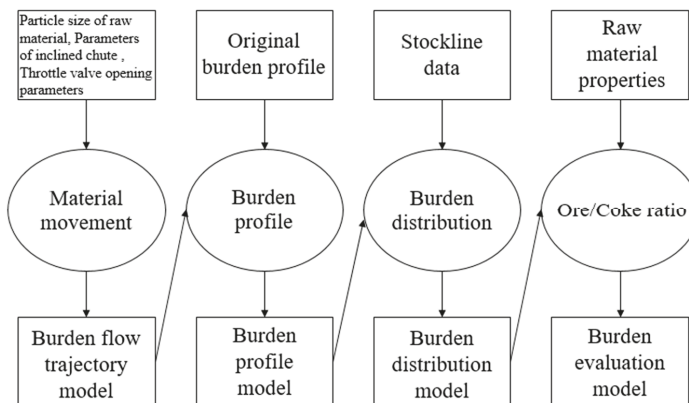 Particle size of raw
material, Parameters
of inclined chute ,
Throttle valve opening
parameters
Original
burden profile
Stockline
data
Raw
material
properties
Material
movement
Burden
profile
Burden
distribution
Ore/Coke ratio
Burden flow
trajectory
model
Burden
profile
model
Burden
distribution
model
Burden
evaluation
model